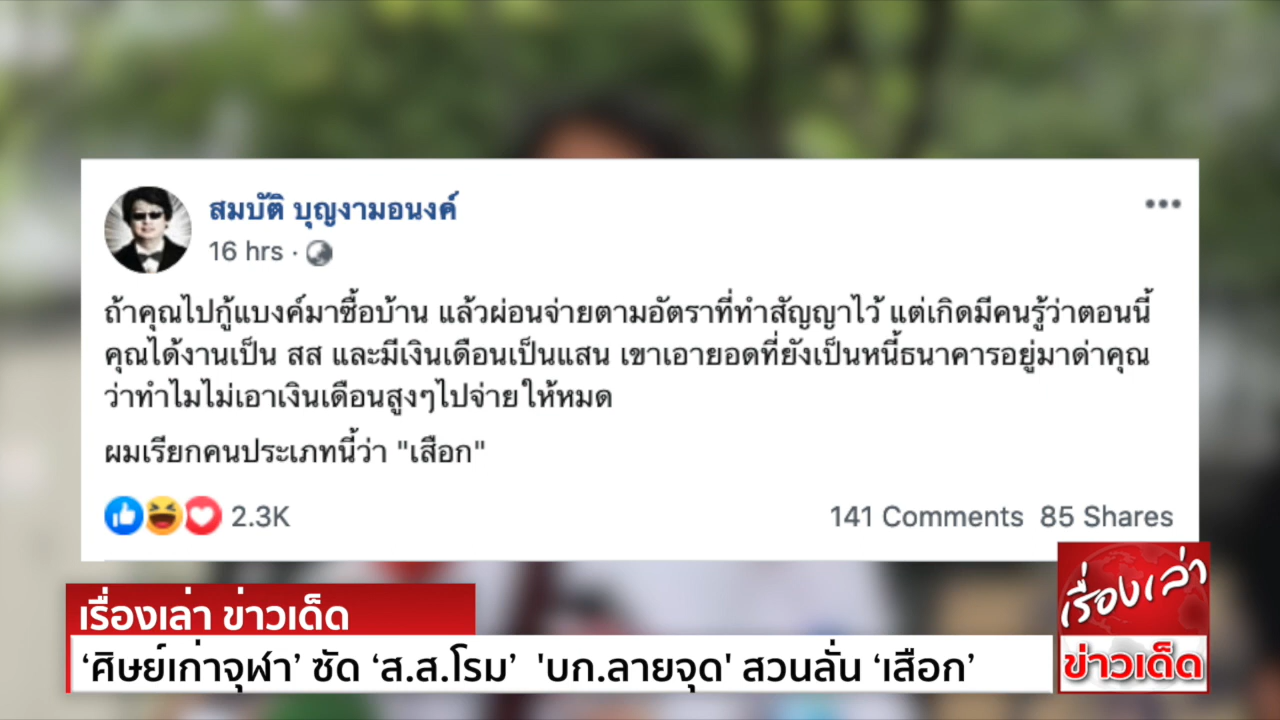 สมบัติ บุญงามอนงค์
16 hrs ·
ถ้าคุณไปกู้แบงค์มาซื้อบ้าน แล้วผ่อนจ่ายตามอัตราที่ทำสัญญาไว้ แต่เกิดมีคนรู้ว่าตอนนี้
คุณได้งานเป็น สส และมีเงินเดือนเป็นแสน เขาเอายอดที่ยังเป็นหนี้ธนาคารอยู่มาด่าคุณ
ว่าทำไมไม่เอาเงินเดือนสูงๆไปจ่ายให้หมด
ผมเรียกคนประเภทนี้ว่า "เสือก"
2.3K
141 Comments 85 Shares
เรื่องเล่า ข่าวเด็ด
‘ศิษย์เก่าจุฬา’ ซัด ‘ส.ส.โรม’ 'บก.ลายจุด' สวนลั่น ‘เสือก’
เรื่องเล่า
ข่าวเด็ด